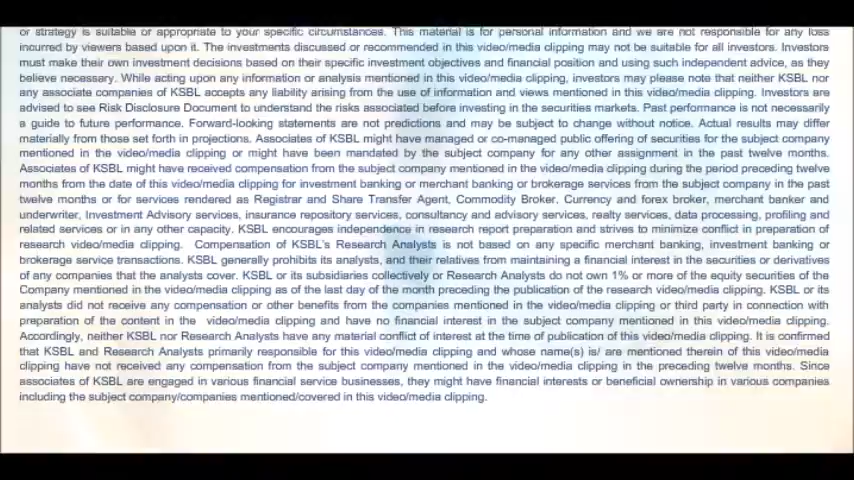 or strategy is suitable or appropriate to your specific circumstances. This material is for personal information and we are not responsible for any loss
incurred by viewers based upon it. The investments discussed or recommended in this video/media clipping may not be suitable for all investors. Investors
must make their own investment decisions based on their specific investment objectives and financial position and using such independent advice, as they
believe necessary. While acting upon any information or analysis mentioned in this video/media clipping, investors may please note that neither KSBL nor
any associate companies of KSBL accepts any liability arising from the use of information and views mentioned in this video/media clipping. Investors are
advised to see Risk Disclosure Document to understand the risks associated before investing in the securities markets. Past performance is not necessarily
a guide to future performance. Forward-looking statements are not predictions and may be subject to change without notice. Actual results may differ
materially from those set forth in projections. Associates of KSBL might have managed or co-managed public offering of securities for the subject company
mentioned in the video/media clipping or might have been mandated by the subject company for any other assignment in the past twelve months.
Associates of KSBL might have received compensation from the subject company mentioned in the video/media clipping during the period preceding twelve
months from the date of this video/media clipping for investment banking or merchant banking or brokerage services from the subject company in the past
twelve months or for services rendered as Registrar and Share Transfer Agent, Commodity Broker, Currency and forex broker, merchant banker and
underwriter, Investment Advisory services, insurance repository services, consultancy and advisory services, realty services, data processing, profiling and
related services or in any other capacity. KSBL encourages independence in research report preparation and strives to minimize conflict in preparation of
research video/media clipping. Compensation of KSBL's Research Analysts is not based on any specific merchant banking, investment banking or
brokerage service transactions. KSBL generally prohibits its analysts, and their relatives from maintaining a financial interest in the securities or derivatives
of any companies that the analysts cover. KSBL or its subsidiaries collectively or Research Analysts do not own 1% or more of the equity securities of the
Company mentioned in the video/media clipping as of the last day of the month preceding the publication of the research video/media clipping. KSBL or its
analysts did not receive any compensation or other benefits from the companies mentioned in the video/media clipping or third party in connection with
preparation of the content in the video/media clipping and have no financial interest in the subject company mentioned in this video/media clipping.
Accordingly, neither KSBL nor Research Analysts have any material conflict of interest at the time of publication of this video/media clipping. It is confirmed
that KSBL and Research Analysts primarily responsible for this video/media clipping and whose name(s) is/ are mentioned therein of this video/media
clipping have not received any compensation from the subject company mentioned in the video/media clipping in the preceding twelve months. Since
associates of KSBL are engaged in various financial service businesses, they might have financial interests or beneficial ownership in various companies
including the subject company/companies mentioned/covered in this video/media clipping.